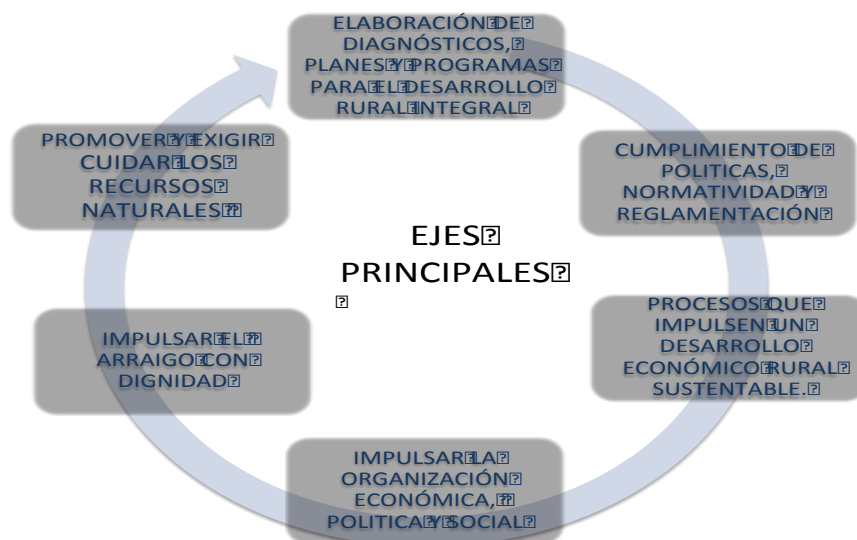 ELABORACIÓN DE
DIAGNÓSTICOS,
PLANES Y PROGRAMAS
PARA EL DESARROLLO
RURAL INTEGRAL
CUMPLIMIENTO DE
POLITICAS,
NORMATIVIDAD Y
REGLAMENTACIÓN
PROCESOS QUE
IMPULSEN UN
DESARROLLO
ECONÓMICO RURAL
SUSTENTABLE.
IMPULSAR LA
ORGANIZACIÓN
ECONÓMICA,
POLITICA Y SOCIAL
IMPULSAR EL
ARRAIGO CON
DIGNIDAD
PROMOVER Y EXIGIR
CUIDAR LOS
RECURSOS
NATURALES
EJES
PRINCIPALES